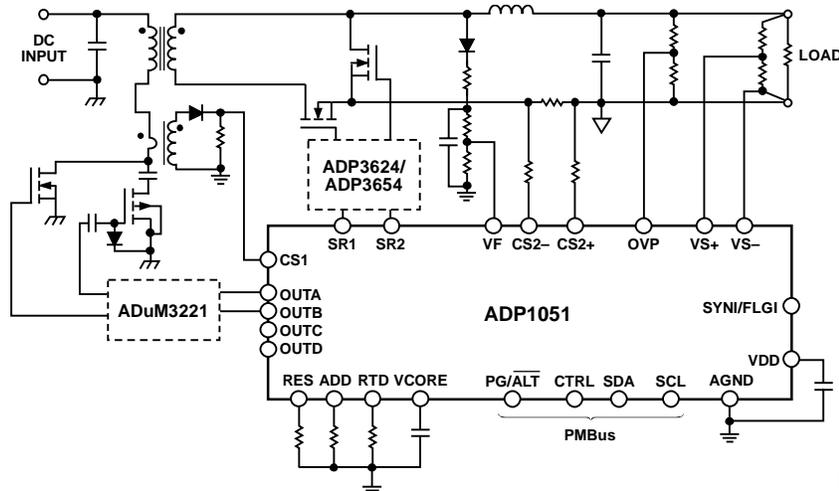 DC
INPUT
LOAD
ADP3624/
ADP3654
SR1 SR2 VF CS2– CS2+ OVP VS+ VS–
CS1
ADuM3221
OUTA
OUTB
OUTC
OUTD
ADP1051
SYNI/FLGI
VDD
RES ADD RTD VCORE PG/ALT CTRL SDA SCL AGND
PMBus